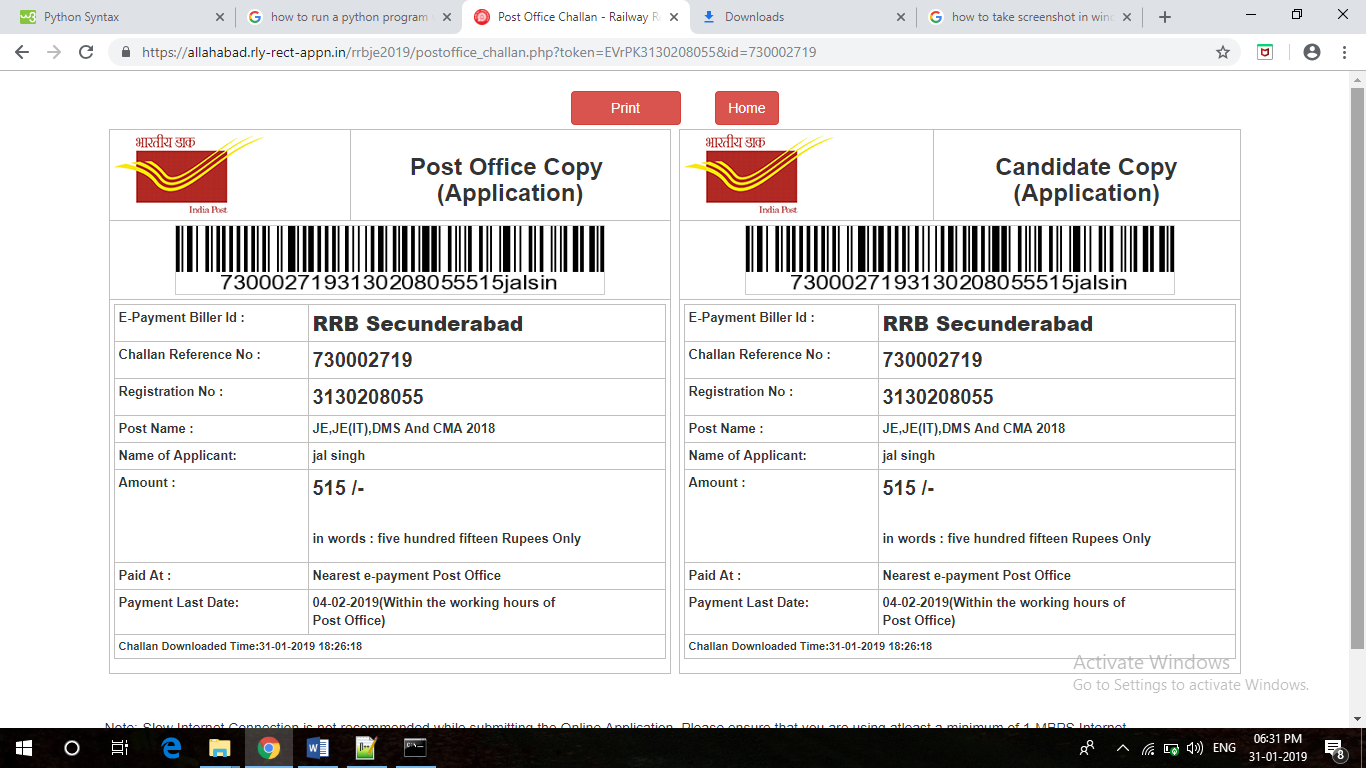 Python Syntax
how to run a python program
Post Office Challan - Railway R
Downloads
how to take screenshot in wind
https://allahabad.rly-rect-appn.in/rrbje2019/postoffice_challan.php?token=EVrPK3130208055&id=730002719
Print Home
भारतीय डाक
India Post
Post Office Copy
(Application)
73000271931302080555515jalsin
E-Payment Biller Id : RRB Secunderabad
Challan Reference No : 730002719
Registration No : 3130208055
Post Name : JE,JE(IT),DMS And CMA 2018
Name of Applicant: jal singh
Amount : 515 /-
in words : five hundred fifteen Rupees Only
Paid At : Nearest e-payment Post Office
Payment Last Date: 04-02-2019(Within the working hours of
Post Office)
Challan Downloaded Time:31-01-2019 18:26:18
भारतीय डाक
India Post
Candidate Copy
(Application)
73000271931302080555515jalsin
E-Payment Biller Id : RRB Secunderabad
Challan Reference No : 730002719
Registration No : 3130208055
Post Name : JE,JE(IT),DMS And CMA 2018
Name of Applicant: jal singh
Amount : 515 /-
in words : five hundred fifteen Rupees Only
Paid At : Nearest e-payment Post Office
Payment Last Date: 04-02-2019(Within the working hours of
Post Office)
Challan Downloaded Time:31-01-2019 18:26:18
Activate Windows
Go to Settings to activate Windows.
Note: Slow Internet Connection is not recommended while submitting the Online Application. Please ensure that you are using atleast a minimum of 1 MBPS Internet
ENG
06:31 PM
31-01-2019
8